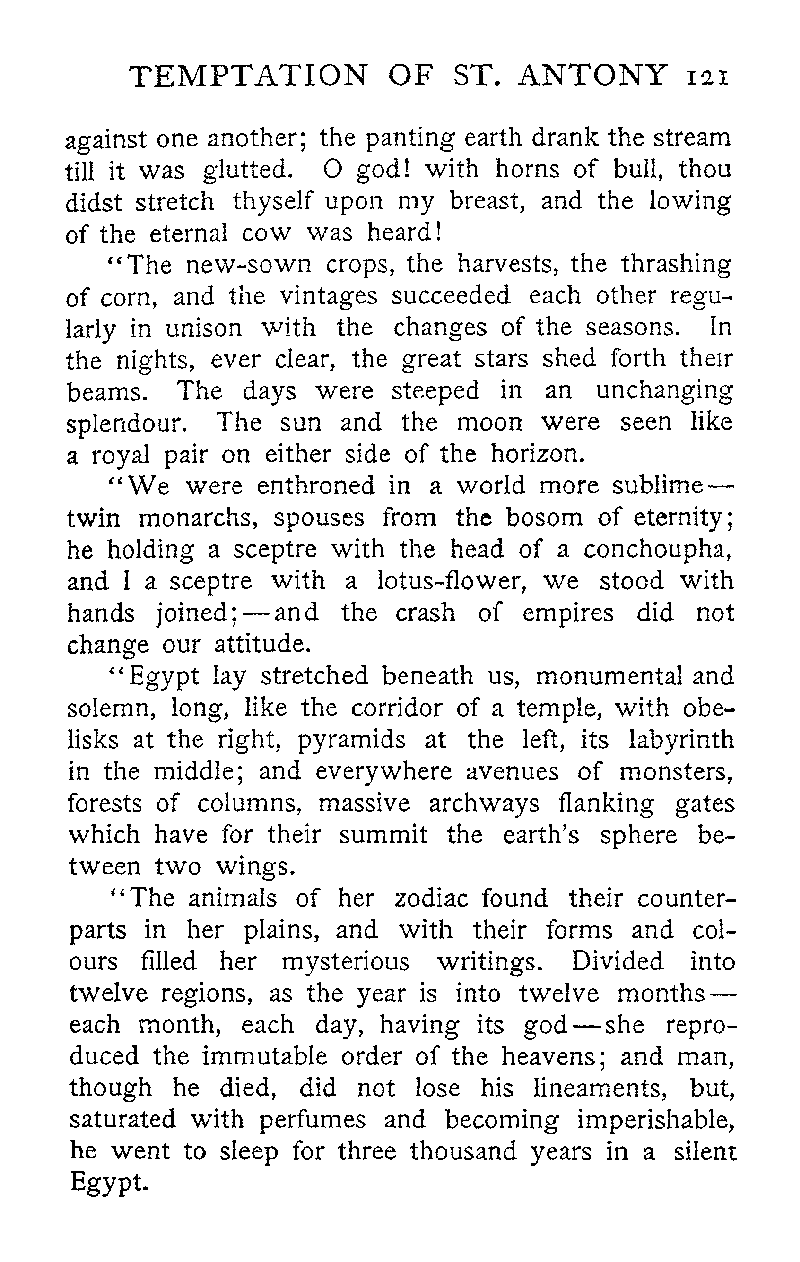 TEMPTATION OF ST. ANTONY 121
against one another; the panting earth drank the stream
till it was glutted. O god! with horns of bull, thou
didst stretch thyself upon my breast, and the lowing
of the eternal cow was heard!
"The new-sown crops, the harvests, the thrashing
of corn, and the vintages succeeded each other regu-
larly in unison with the changes of the seasons. In
the nights, ever clear, the great stars shed forth their
beams. The days were steeped in an unchanging
splendour. The sun and the moon were seen like
a royal pair on either side of the horizon.
"We were enthroned in a world more sublime—
twin monarchs, spouses from the bosom of eternity;
he holding a sceptre with the head of a conchoupha,
and I a sceptre with a lotus-flower, we stood with
hands joined;—and the crash of empires did not
change our attitude.
"Egypt lay stretched beneath us, monumental and
solemn, long, like the corridor of a temple, with obe-
lisks at the right, pyramids at the left, its labyrinth
in the middle; and everywhere avenues of monsters,
forests of columns, massive archways flanking gates
which have for their summit the earth's sphere be-
tween two wings.
"The animals of her zodiac found their counter-
parts in her plains, and with their forms and col-
ours filled her mysterious writings. Divided into
twelve regions, as the year is into twelve months—
each month, each day, having its god—she repro-
duced the immutable order of the heavens; and man,
though he died, did not lose his lineaments, but,
saturated with perfumes and becoming imperishable,
he went to sleep for three thousand years in a silent
Egypt.